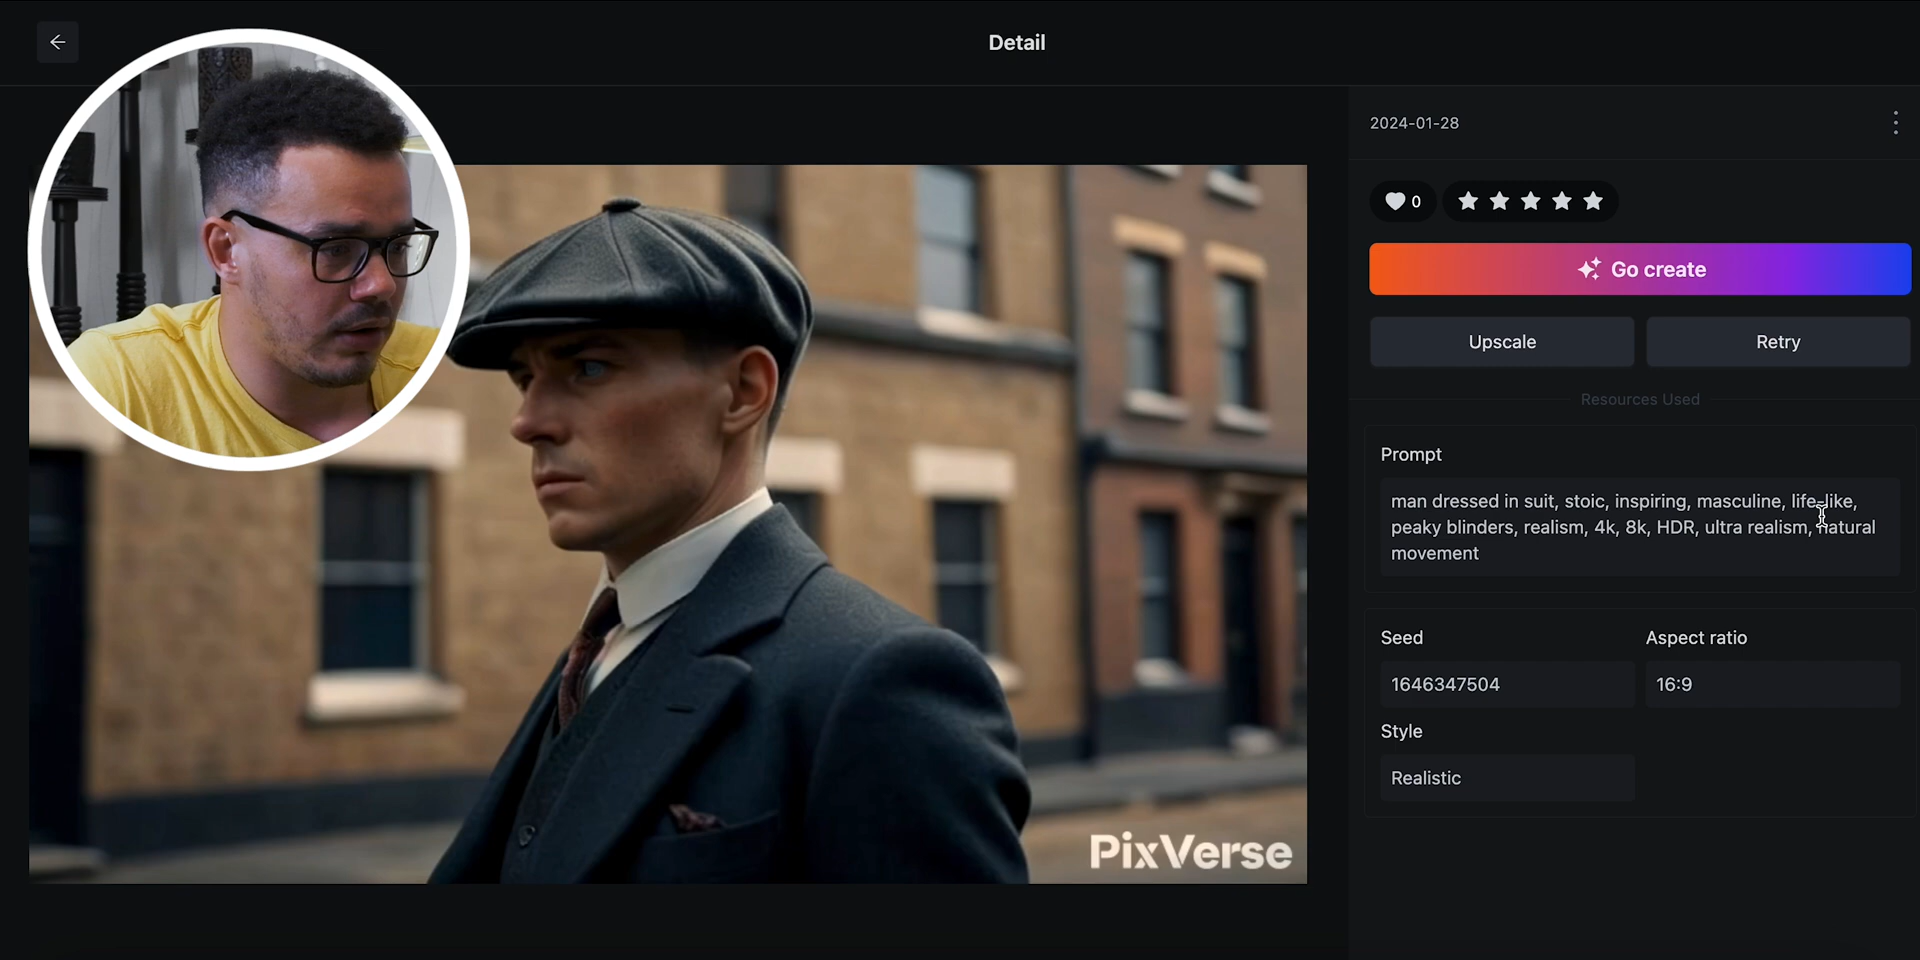 Detail
2024-01-28
0
Go create
Upscale
Retry
Resources Used
Prompt
man dressed in suit, stoic, inspiring, masculine, life-like,
peaky blinders, realism, 4k, 8k, HDR, ultra realism, natural
movement
Seed
Aspect ratio
1646347504
16:9
Style
Realistic
PixVerse